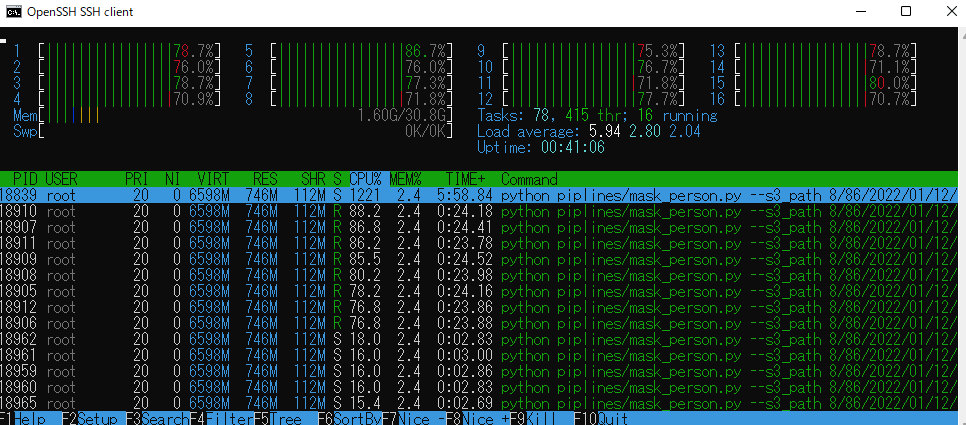 OpenSSH SSH client
1 [78.7%] 5 [86.7%] 9 [75.3%] 13 [78.7%]
2 [76.0%] 6 [76.0%] 10 [76.7%] 14 [71.1%]
3 [78.7%] 7 [77.3%] 11 [71.8%] 15 [80.0%]
4 [70.9%] 8 [71.8%] 12 [77.7%] 16 [70.7%]
Mem[1.60G/30.8G] Tasks: 78, 415 thr; 16 running
Swp[0K/0K] Load average: 5.94 2.80 2.04
Uptime: 00:41:06
PID USER PRI NI VIRT RES SHR S CPU% MEM% TIME+ Command
18839 root 20 0 6598M 746M 112M S 1221 2.4 5:58.84 python piplines/mask_person.py --s3_path 8/86/2022/01/12/
18910 root 20 0 6598M 746M 112M R 88.2 2.4 0:24.18 python piplines/mask_person.py --s3_path 8/86/2022/01/12/
18907 root 20 0 6598M 746M 112M R 86.8 2.4 0:24.41 python piplines/mask_person.py --s3_path 8/86/2022/01/12/
18911 root 20 0 6598M 746M 112M R 86.2 2.4 0:23.78 python piplines/mask_person.py --s3_path 8/86/2022/01/12/
18909 root 20 0 6598M 746M 112M R 85.5 2.4 0:24.52 python piplines/mask_person.py --s3_path 8/86/2022/01/12/
18908 root 20 0 6598M 746M 112M R 80.2 2.4 0:23.98 python piplines/mask_person.py --s3_path 8/86/2022/01/12/
18905 root 20 0 6598M 746M 112M R 78.2 2.4 0:24.16 python piplines/mask_person.py --s3_path 8/86/2022/01/12/
18912 root 20 0 6598M 746M 112M R 76.8 2.4 0:23.86 python piplines/mask_person.py --s3_path 8/86/2022/01/12/
18906 root 20 0 6598M 746M 112M R 76.8 2.4 0:24.88 python piplines/mask_person.py --s3_path 8/86/2022/01/12/
18962 root 20 0 6598M 746M 112M S 18.0 2.4 0:02.83 python piplines/mask_person.py --s3_path 8/86/2022/01/12/
18961 root 20 0 6598M 746M 112M S 16.0 2.4 0:03.00 python piplines/mask_person.py --s3_path 8/86/2022/01/12/
18959 root 20 0 6598M 746M 112M S 16.0 2.4 0:02.86 python piplines/mask_person.py --s3_path 8/86/2022/01/12/
18960 root 20 0 6598M 746M 112M S 16.0 2.4 0:02.83 python piplines/mask_person.py --s3_path 8/86/2022/01/12/
18965 root 20 0 6598M 746M 112M S 15.4 2.4 0:02.69 python piplines/mask_person.py --s3_path 8/86/2022/01/12/
F1Help F2Setup F3SearchF4FilterF5Tree F6SortByF7Nice -F8Nice +F9Kill F10Quit